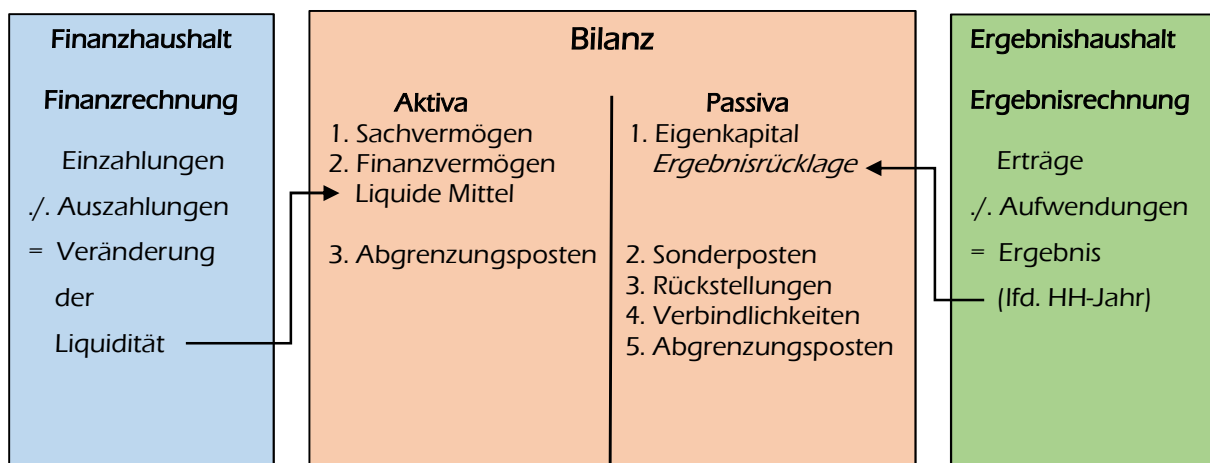 Finanzhaushalt
Finanzrechnung
Einzahlungen
./. Auszahlungen
= Veränderung
der
Liquidität
Bilanz
Aktiva
1. Sachvermögen
2. Finanzvermögen
Liquide Mittel
3. Abgrenzungsposten
Passiva
1. Eigenkapital
Ergebnisrücklage
2. Sonderposten
3. Rückstellungen
4. Verbindlichkeiten
5. Abgrenzungsposten
Ergebnishaushalt
Ergebnisrechnung
Erträge
./. Aufwendungen
= Ergebnis
(lfd. HH-Jahr)